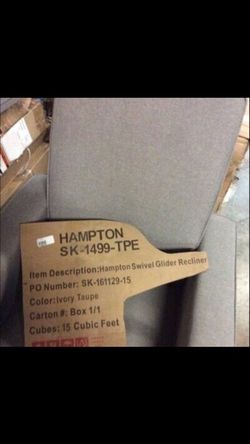 HAMPTON
SK-1499-TPE
Item Description:Hampton Swivel Glider Recliner
PO Number: SK-161129-15
Color:Ivory Taupe
Carton #: Box 1/1
Cubes: 15 Cubic Feet